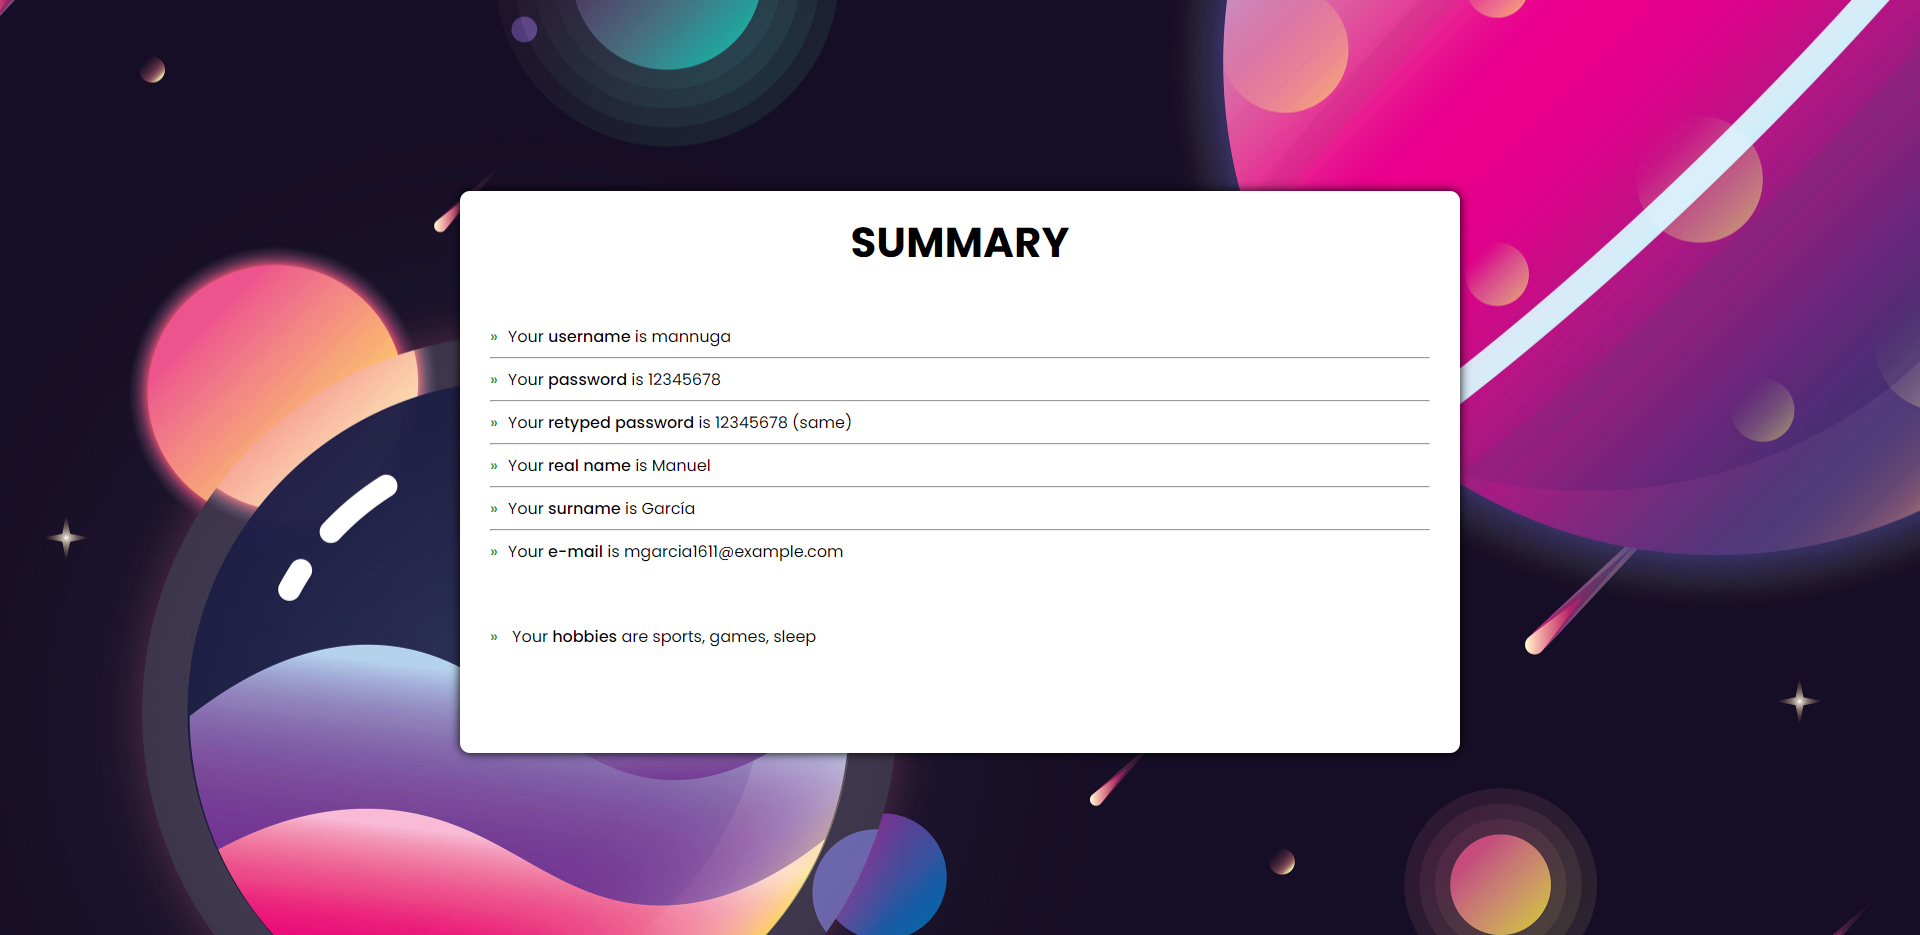 SUMMARY
» Your username is mannuga
» Your password is 12345678
» Your retyped password is 12345678 (same)
» Your real name is Manuel
» Your surname is García
» Your e-mail is mgarcia1611@example.com
» Your hobbies are sports, games, sleep